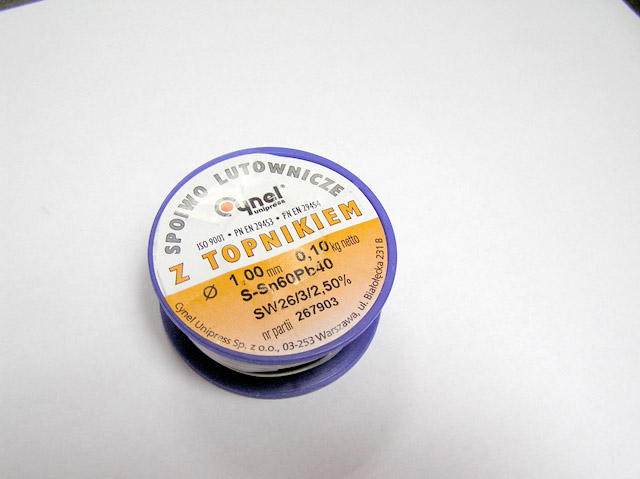 SPOIWO LUTOWNICZE
Cynel®
unipress
ISO 9001 • PN EN 29453 • PN EN 29454
Z TOPNIKIEM
Ø 1,00 mm 0,10 kg netto
S-Sn60Pb40
SW26/3/2,50%
nr partii 267903
Cynel Unipress Sp. z o.o., 03-253 Warszawa, ul. Białołęcka 231 B